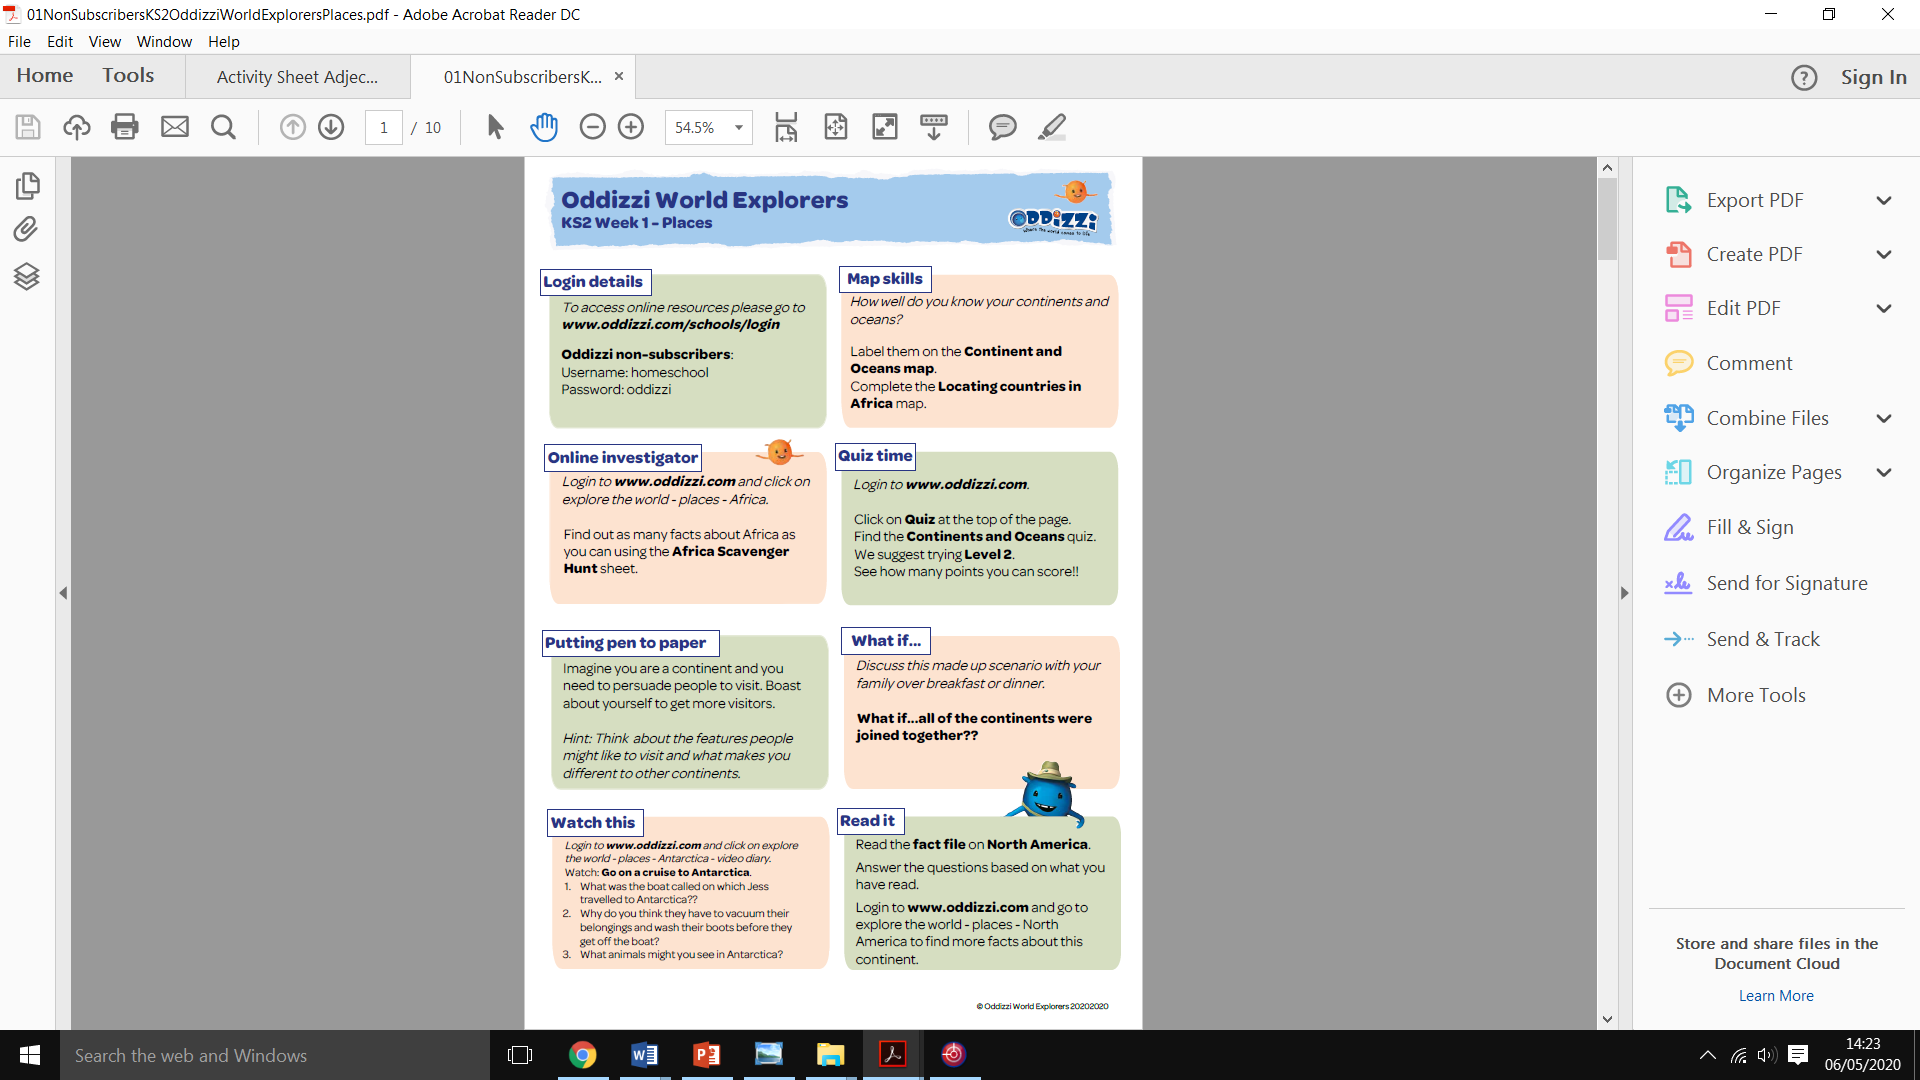 01NonSubscribersKS2OddizziWorldExplorersPlaces.pdf - Adobe Acrobat Reader DC
File Edit View Window Help
Home Tools Activity Sheet Adjec... 01NonSubscribersK... Sign In
1 / 10 54.5%
Oddizzi World Explorers
KS2 Week 1 - Places
ODDIZZI
where the world comes to life
Login details
To access online resources please go to
www.oddizzi.com/schools/login
Oddizzi non-subscribers:
Username: homeschool
Password: oddizzi
Map skills
How well do you know your continents and
oceans?
Label them on the Continent and
Oceans map.
Complete the Locating countries in
Africa map.
Online investigator
Login to www.oddizzi.com and click on
explore the world - places - Africa.
Find out as many facts about Africa as
you can using the Africa Scavenger
Hunt sheet.
Quiz time
Login to www.oddizzi.com.
Click on Quiz at the top of the page.
Find the Continents and Oceans quiz.
We suggest trying Level 2.
See how many points you can score!!
Putting pen to paper
Imagine you are a continent and you
need to persuade people to visit. Boast
about yourself to get more visitors.
Hint: Think about the features people
might like to visit and what makes you
different to other continents.
What if...
Discuss this made up scenario with your
family over breakfast or dinner.
What if...all of the continents were
joined together??
Watch this
Login to www.oddizzi.com and click on explore
the world - places - Antarctica - video diary.
Watch: Go on a cruise to Antarctica.
1. What was the boat called on which Jess
travelled to Antarctica??
2. Why do you think they have to vacuum their
belongings and wash their boots before they
get off the boat?
3. What animals might you see in Antarctica?
Read it
Read the fact file on North America.
Answer the questions based on what you
have read.
Login to www.oddizzi.com and go to
explore the world - places - North
America to find more facts about this
continent.
© Oddizzi World Explorers 20202020
Export PDF
Create PDF
Edit PDF
Comment
Combine Files
Organize Pages
Fill & Sign
Send for Signature
Send & Track
More Tools
Store and share files in the
Document Cloud
Learn More
Search the web and Windows
14:23
06/05/2020